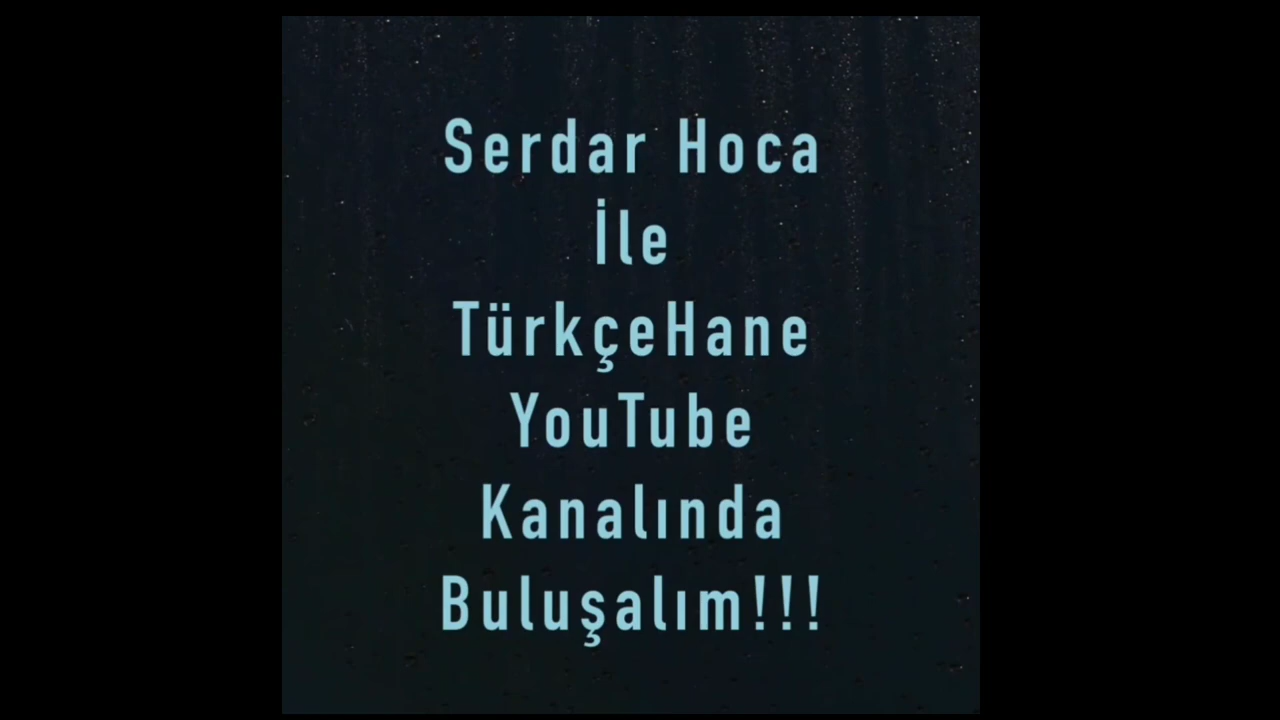 Serdar Hoca
İle
TürkçeHane
YouTube
Kanalında
Buluşalım!!!